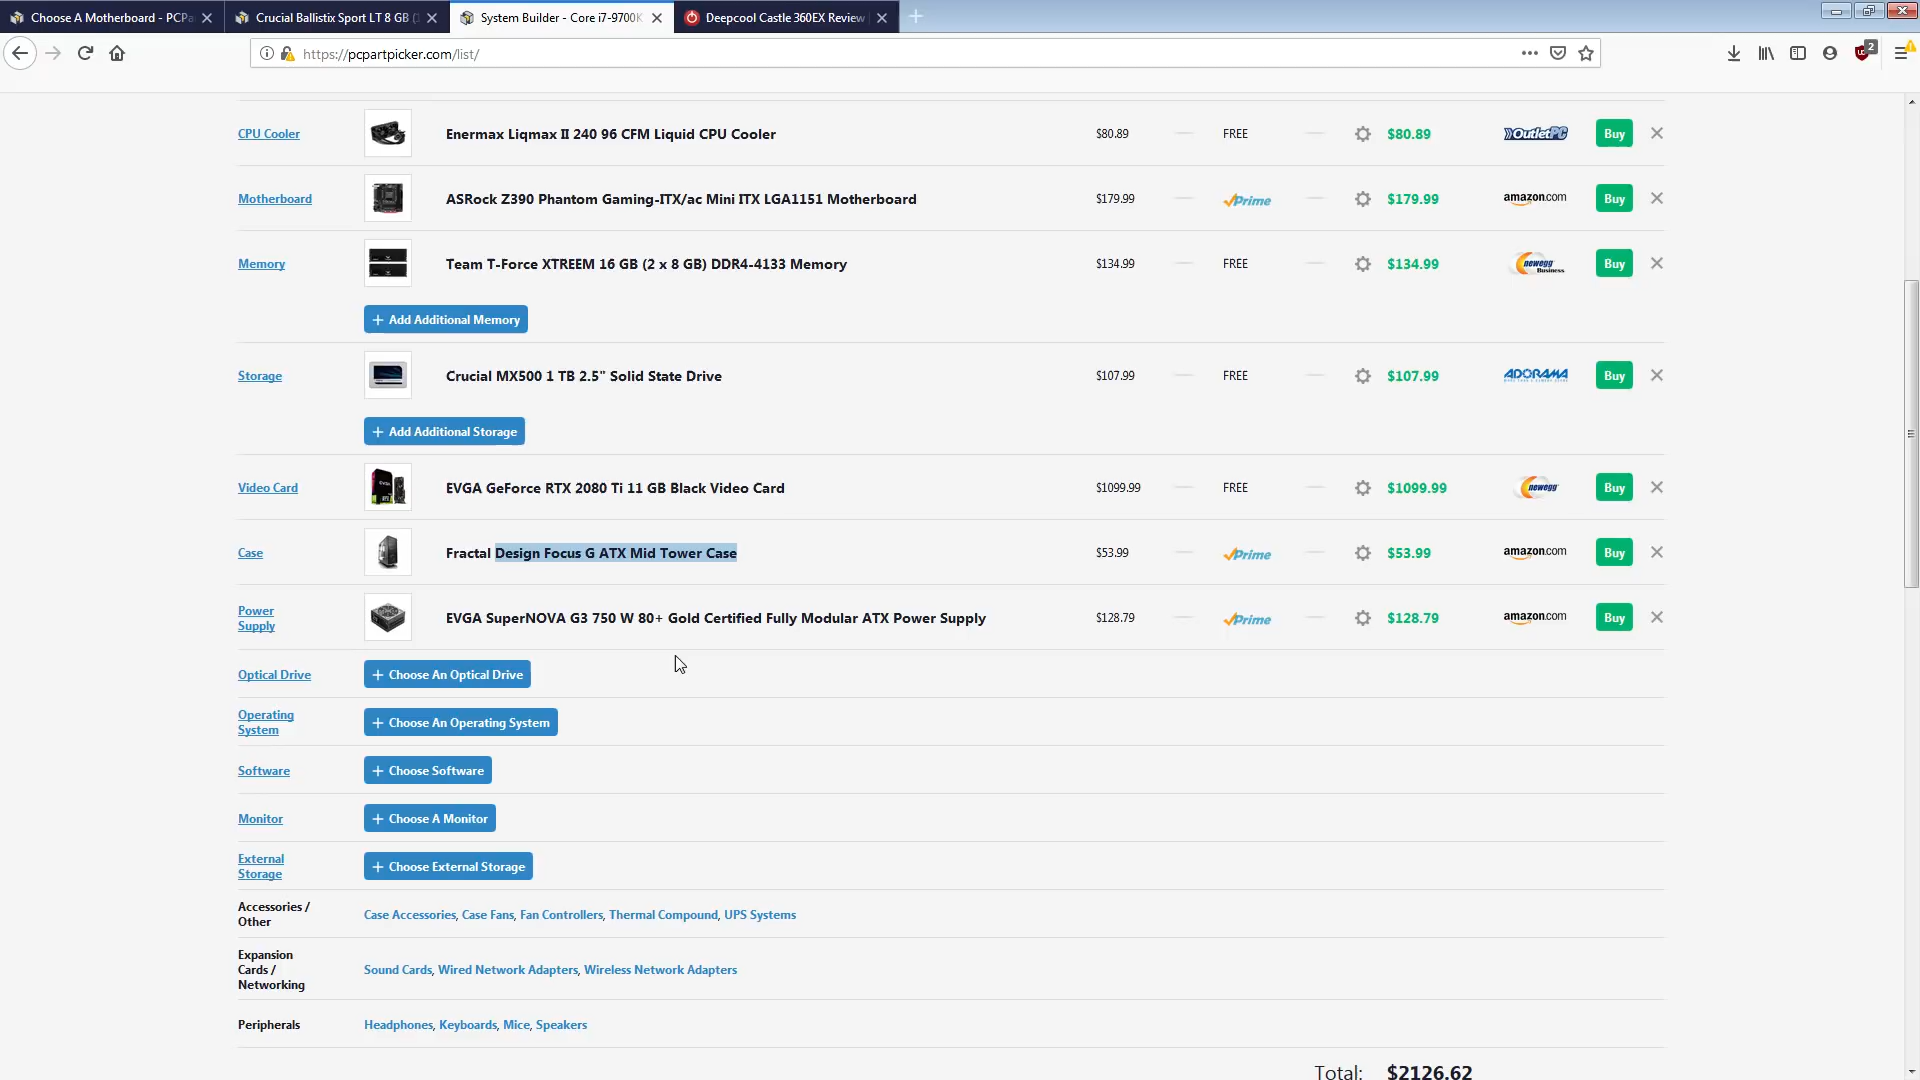 Choose A Motherboard - PCPa
Crucial Ballistix Sport LT 8 GB (
System Builder - Core i7-9700K
Deepcool Castle 360EX Review
https://pcpartpicker.com/list/
2
CPU Cooler
Enermax Liqmax II 240 96 CFM Liquid CPU Cooler
$80.89
FREE
$80.89
OutletPC
Buy
Motherboard
ASRock Z390 Phantom Gaming-ITX/ac Mini ITX LGA1151 Motherboard
$179.99
Prime
$179.99
amazon.com
Buy
Memory
Team T-Force XTREEM 16 GB (2 x 8 GB) DDR4-4133 Memory
$134.99
FREE
$134.99
newegg Business
Buy
+ Add Additional Memory
Storage
Crucial MX500 1 TB 2.5" Solid State Drive
$107.99
FREE
$107.99
ADORAMA
Buy
+ Add Additional Storage
Video Card
EVGA GeForce RTX 2080 Ti 11 GB Black Video Card
$1099.99
FREE
$1099.99
newegg
Buy
Case
Fractal Design Focus G ATX Mid Tower Case
$53.99
Prime
$53.99
amazon.com
Buy
Power
Supply
EVGA SuperNOVA G3 750 W 80+ Gold Certified Fully Modular ATX Power Supply
$128.79
Prime
$128.79
amazon.com
Buy
Optical Drive
+ Choose An Optical Drive
Operating
System
+ Choose An Operating System
Software
+ Choose Software
Monitor
+ Choose A Monitor
External
Storage
+ Choose External Storage
Accessories /
Other
Case Accessories, Case Fans, Fan Controllers, Thermal Compound, UPS Systems
Expansion
Cards /
Networking
Sound Cards, Wired Network Adapters, Wireless Network Adapters
Peripherals
Headphones, Keyboards, Mice, Speakers
Total: $2126.62